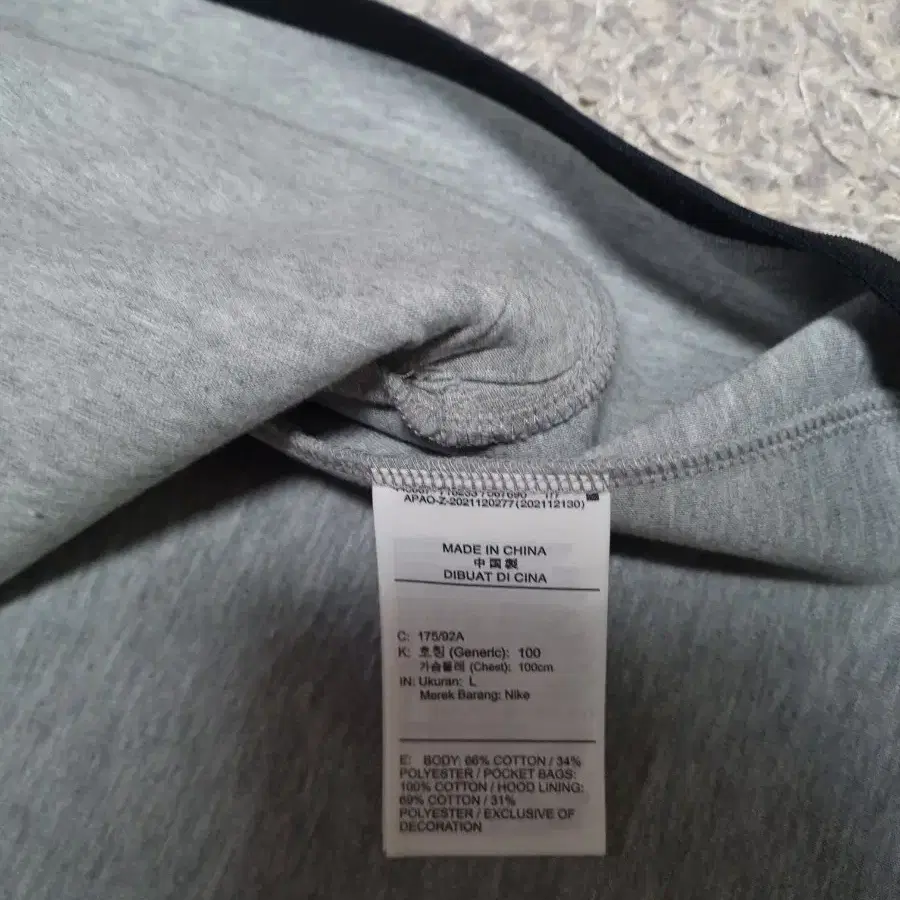 APAO-Z-2021120277(202112130)
MADE IN CHINA
中国製
DIBUAT DI CINA
C: 175/92A
K: 호칭 (Generic): 100
가슴둘레 (Chest): 100cm
IN: Ukuran: L
Merek Barang: Nike
E: BODY: 66% COTTON / 34%
POLYESTER / POCKET BAGS:
100% COTTON / HOOD LINING:
69% COTTON / 31%
POLYESTER / EXCLUSIVE OF
DECORATION